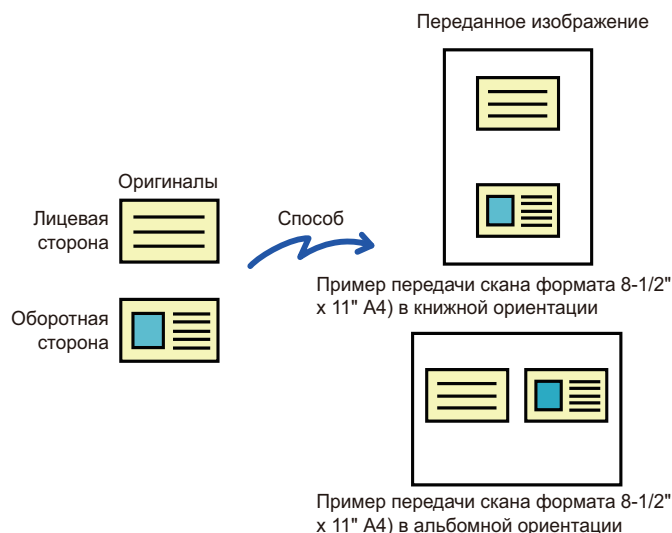 Переданное изображение
Оригиналы
Лицевая
сторона
Способ
Оборотная
сторона
Пример передачи скана формата 8-1/2"
x 11" A4) в книжной ориентации
Пример передачи скана формата 8-1/2"
x 11" A4) в альбомной ориентации